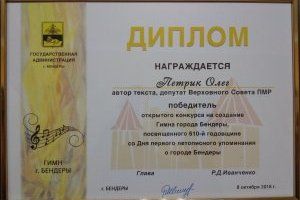 ДИПЛОМ
ГОСУДАРСТВЕННАЯ
АДМИНИСТРАЦИЯ
г. БЕНДЕРЫ
НАГРАЖДАЕТСЯ
Петрик Олег
автор текста, депутат Верховного Совета ПМР
победитель
открытого конкурса на создание
Гимна города Бендеры,
посвященного 610-й годовщине
со Дня первого летописного упоминания
о городе Бендеры
ГИМН
г. БЕНДЕРЫ
Глава Р.Д.Иванченко
г. БЕНДЕРЫ 8 октября 2018 г.